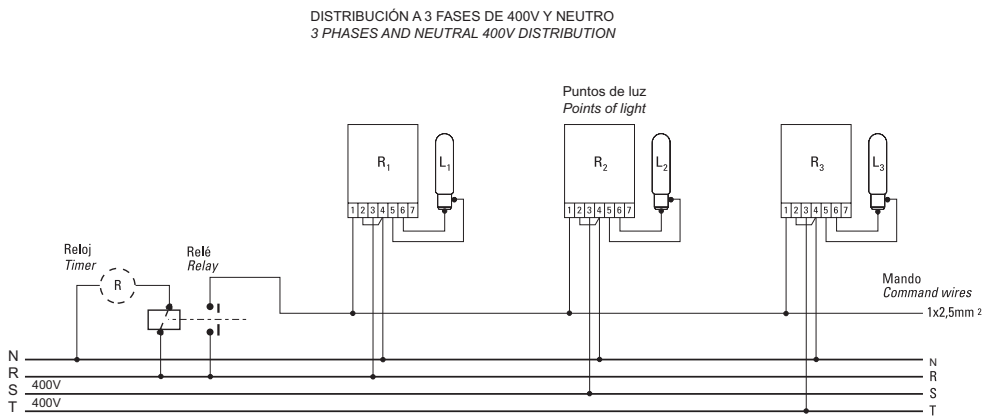 DISTRIBUCIÓN A 3 FASES DE 400V Y NEUTRO
3 PHASES AND NEUTRAL 400V DISTRIBUTION
Puntos de luz
Points of light
R1 L1
R2 L2
R3 L3
1 2 3 4 5 6 7
1 2 3 4 5 6 7
1 2 3 4 5 6 7
Reloj
Timer
R
Relé
Relay
Mando
Command wires
1x2,5mm ²
N N
R R
S 400V S
T 400V T